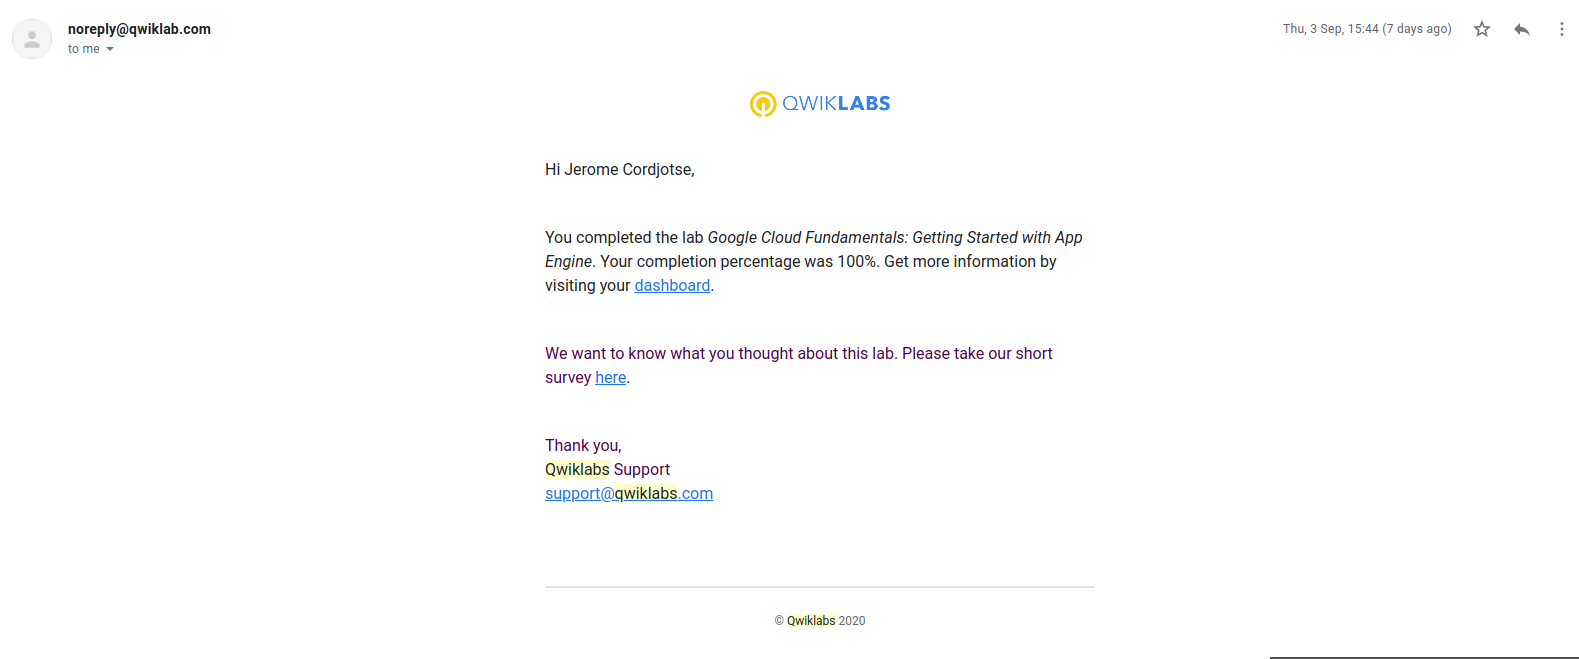 noreply@qwiklab.com
to me
Thu, 3 Sep, 15:44 (7 days ago)
QWIKLABS
Hi Jerome Cordjotse,
You completed the lab Google Cloud Fundamentals: Getting Started with App
Engine. Your completion percentage was 100%. Get more information by
visiting your dashboard.
We want to know what you thought about this lab. Please take our short
survey here.
Thank you,
Qwiklabs Support
support@qwiklabs.com
© Qwiklabs 2020